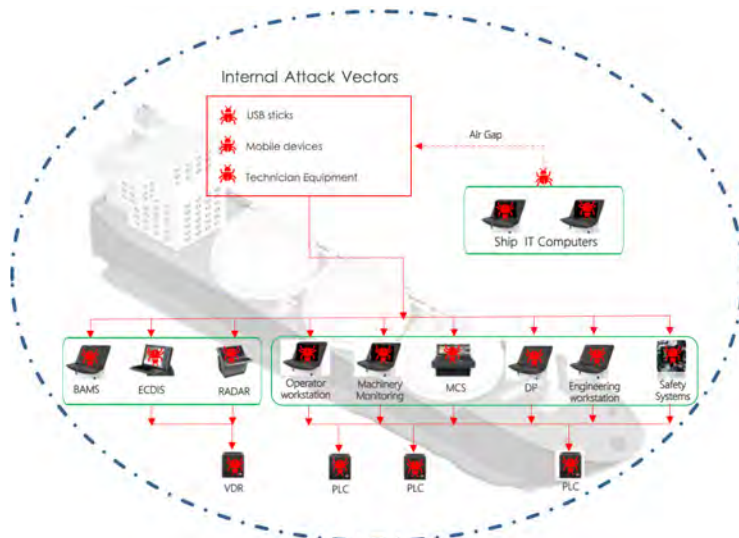 Internal Attack Vectors
USB sticks
Mobile devices
Technician Equipment
Air Gap
Ship IT Computers
BAMS
ECDIS
RADAR
Operator
workstation
Machinery
Monitoring
MCS
DP
Engineering
workstation
Safety
Systems
VDR
PLC
PLC
PLC